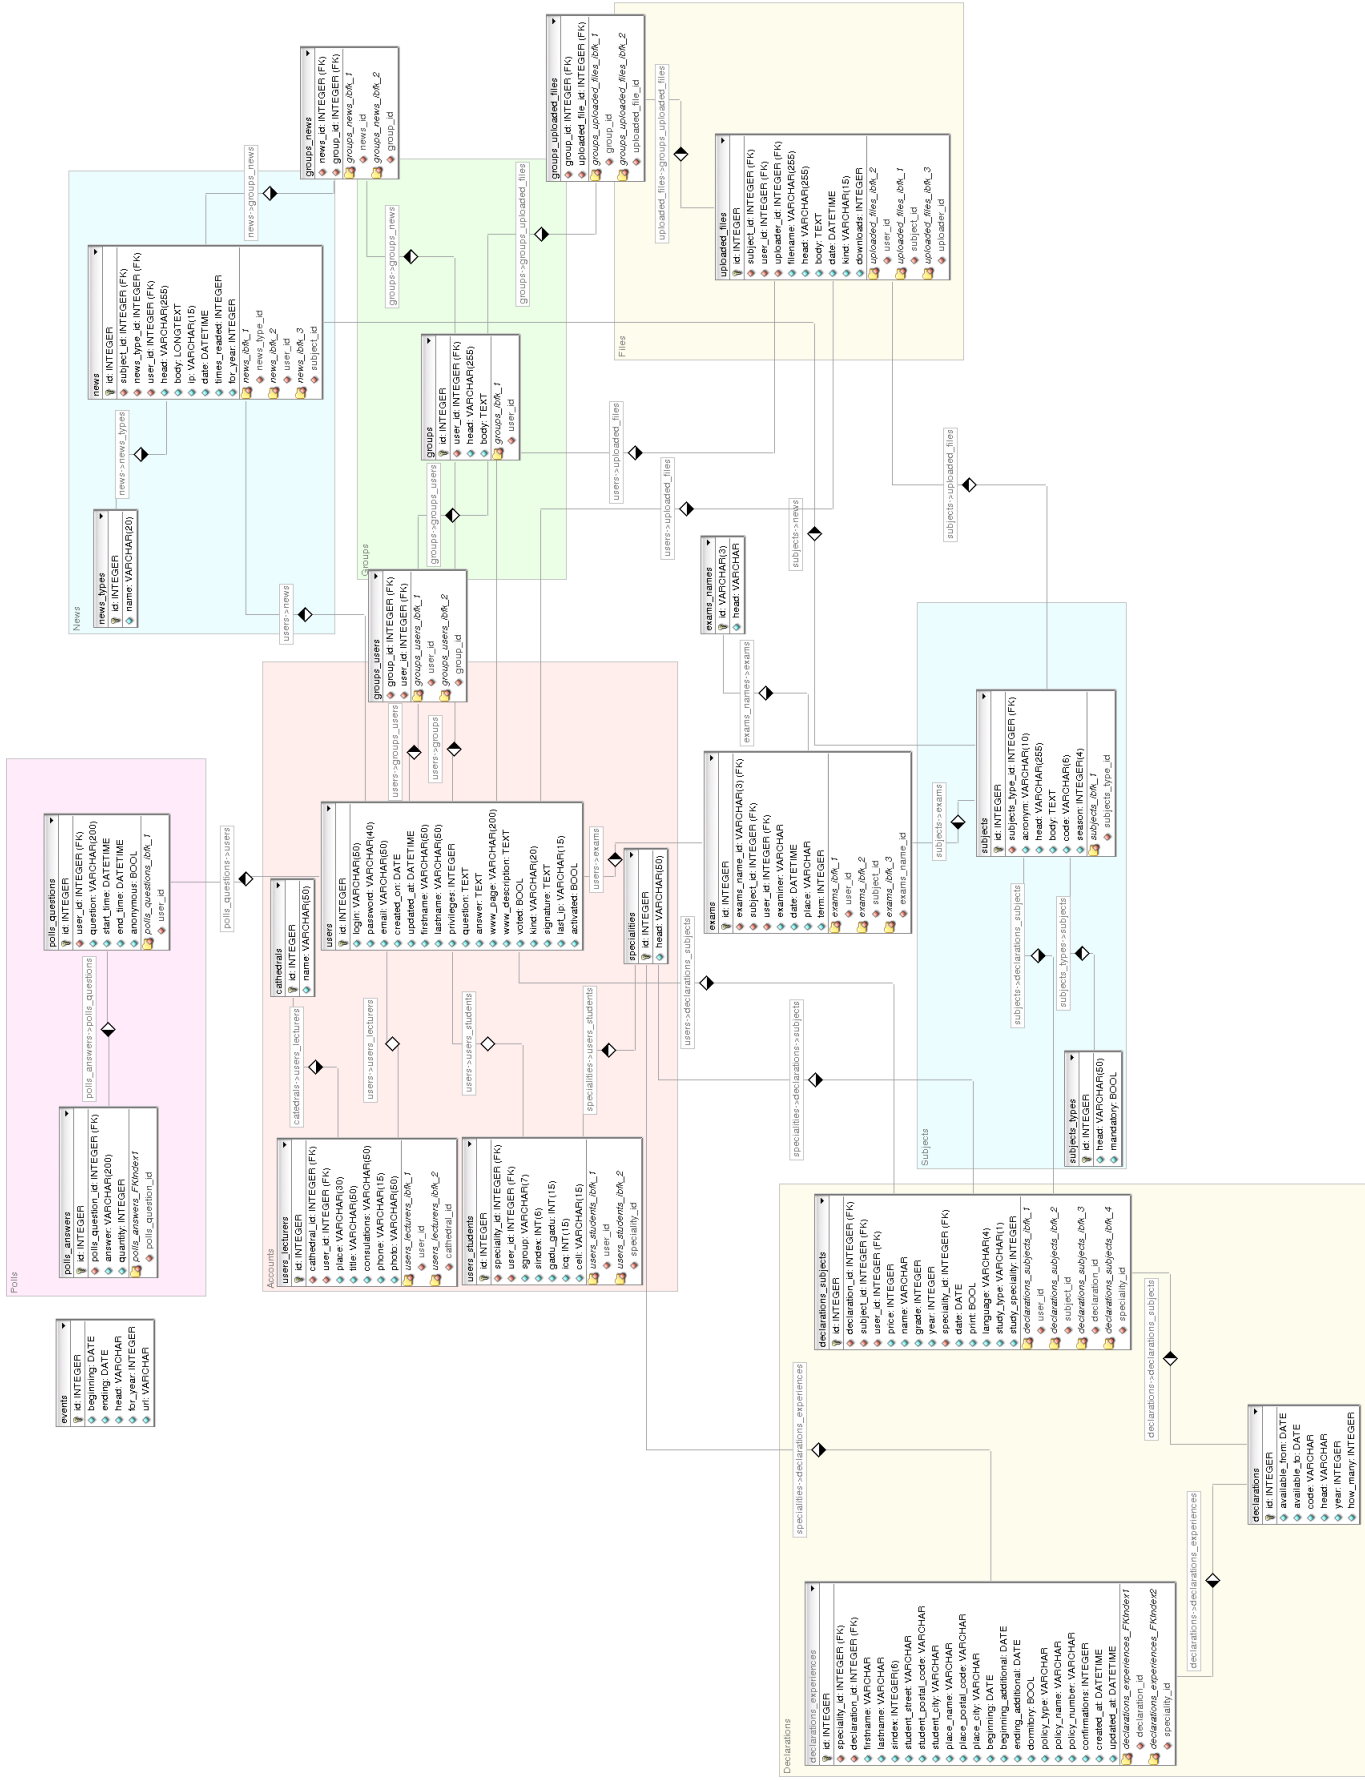 Polls
polls_answers
id: INTEGER
polls_question_id: INTEGER (FK)
answer: VARCHAR(200)
quantity: INTEGER
polls_answers_FKIndex1
polls_question_id
polls_answers->polls_questions
polls_questions
id: INTEGER
user_id: INTEGER (FK)
question: VARCHAR(200)
start_time: DATETIME
end_time: DATETIME
anonymous: BOOL
polls_questions_ibfk_1
user_id
polls_questions->users
events
id: INTEGER
beginning: DATE
ending: DATE
head: VARCHAR
for_year: INTEGER
url: VARCHAR
News
news_types
id: INTEGER
name: VARCHAR(20)
news->news_types
news
id: INTEGER
subject_id: INTEGER (FK)
news_type_id: INTEGER (FK)
user_id: INTEGER (FK)
head: VARCHAR(255)
body: LONGTEXT
ip: VARCHAR(15)
date: DATETIME
times_readed: INTEGER
for_year: INTEGER
news_ibfk_1
news_type_id
news_ibfk_2
user_id
news_ibfk_3
subject_id
news->groups_news
users->news
groups_news
news_id: INTEGER (FK)
group_id: INTEGER (FK)
groups_news_ibfk_1
news_id
groups_news_ibfk_2
group_id
Groups
groups->groups_news
groups->groups_uploaded_files
groups
id: INTEGER
user_id: INTEGER (FK)
head: VARCHAR(255)
body: TEXT
groups_ibfk_1
user_id
groups->groups_users
groups_users
group_id: INTEGER (FK)
user_id: INTEGER (FK)
groups_users_ibfk_1
user_id
groups_users_ibfk_2
group_id
users->groups_users
users->groups
Accounts
cathedrals
id: INTEGER
name: VARCHAR(50)
catedrals->users_lecturers
users
id: INTEGER
login: VARCHAR(50)
password: VARCHAR(40)
email: VARCHAR(50)
created_on: DATE
updated_at: DATETIME
firstname: VARCHAR(50)
lastname: VARCHAR(50)
privileges: INTEGER
question: TEXT
answer: TEXT
www_page: VARCHAR(200)
www_description: TEXT
voted: BOOL
kind: VARCHAR(20)
signature: TEXT
last_ip: VARCHAR(15)
activated: BOOL
users->users_lecturers
users->users_students
specialities->users_students
users_lecturers
id: INTEGER
cathedral_id: INTEGER (FK)
user_id: INTEGER (FK)
place: VARCHAR(30)
title: VARCHAR(50)
consulations: VARCHAR(50)
phone: VARCHAR(15)
photo: VARCHAR(50)
users_lecturers_ibfk_1
user_id
users_lecturers_ibfk_2
cathedral_id
users_students
id: INTEGER
speciality_id: INTEGER (FK)
user_id: INTEGER (FK)
sgroup: VARCHAR(7)
sindex: INT(6)
gadu_gadu: INT(15)
icq: INT(15)
cell: VARCHAR(15)
users_students_ibfk_1
user_id
users_students_ibfk_2
speciality_id
specialities
id: INTEGER
head: VARCHAR(50)
users->exams
users->declarations_subjects
Files
groups_uploaded_files
group_id: INTEGER (FK)
uploaded_file_id: INTEGER (FK)
groups_uploaded_files_ibfk_1
group_id
groups_uploaded_files_ibfk_2
uploaded_file_id
uploaded_files->groups_uploaded_files
uploaded_files
id: INTEGER
subject_id: INTEGER (FK)
user_id: INTEGER (FK)
uploader_id: INTEGER (FK)
filename: VARCHAR(255)
head: VARCHAR(255)
body: TEXT
date: DATETIME
kind: VARCHAR(15)
downloads: INTEGER
uploaded_files_ibfk_2
user_id
uploaded_files_ibfk_1
subject_id
uploaded_files_ibfk_3
uploader_id
users->uploaded_files
users->uploaded_files
subjects->news
subjects->uploaded_files
exams_names
id: VARCHAR(3)
head: VARCHAR
exams_names->exams
exams
id: INTEGER
exams_name_id: VARCHAR(3) (FK)
subject_id: INTEGER (FK)
user_id: INTEGER (FK)
examiner: VARCHAR
date: DATETIME
place: VARCHAR
term: INTEGER
exams_ibfk_1
user_id
exams_ibfk_2
subject_id
exams_ibfk_3
exams_name_id
subjects->exams
Subjects
subjects
id: INTEGER
subjects_type_id: INTEGER (FK)
acronym: VARCHAR(10)
head: VARCHAR(255)
body: TEXT
code: VARCHAR(6)
season: INTEGER(4)
subjects_ibfk_1
subjects_type_id
subjects->declarations_subjects
subjects_types->subjects
subjects_types
id: INTEGER
head: VARCHAR(50)
mandatory: BOOL
specialities->declarations->subjects
specialities->declarations_experiences
Declarations
declarations_subjects
id: INTEGER
declaration_id: INTEGER (FK)
subject_id: INTEGER (FK)
user_id: INTEGER (FK)
price: INTEGER
name: VARCHAR
grade: INTEGER
year: INTEGER
speciality_id: INTEGER (FK)
date: DATE
print: BOOL
language: VARCHAR(4)
study_type: VARCHAR(1)
study_speciality: INTEGER
declarations_subjects_ibfk_1
user_id
declarations_subjects_ibfk_2
subject_id
declarations_subjects_ibfk_3
declaration_id
declarations_subjects_ibfk_4
speciality_id
declarations->declarations_subjects
declarations
id: INTEGER
available_from: DATE
available_to: DATE
code: VARCHAR
head: VARCHAR
year: INTEGER
how_many: INTEGER
declarations->declarations_experiences
declarations_experiences
id: INTEGER
speciality_id: INTEGER (FK)
declaration_id: INTEGER (FK)
firstname: VARCHAR
lastname: VARCHAR
sindex: INTEGER(6)
student_street: VARCHAR
student_postal_code: VARCHAR
student_city: VARCHAR
place_name: VARCHAR
place_postal_code: VARCHAR
place_city: VARCHAR
beginning: DATE
beginning_additional: DATE
ending_additional: DATE
dormitory: BOOL
policy_type: VARCHAR
policy_name: VARCHAR
policy_number: VARCHAR
confirmations: INTEGER
created_at: DATETIME
updated_at: DATETIME
declarations_experiences_FKIndex1
declaration_id
declarations_experiences_FKIndex2
speciality_id